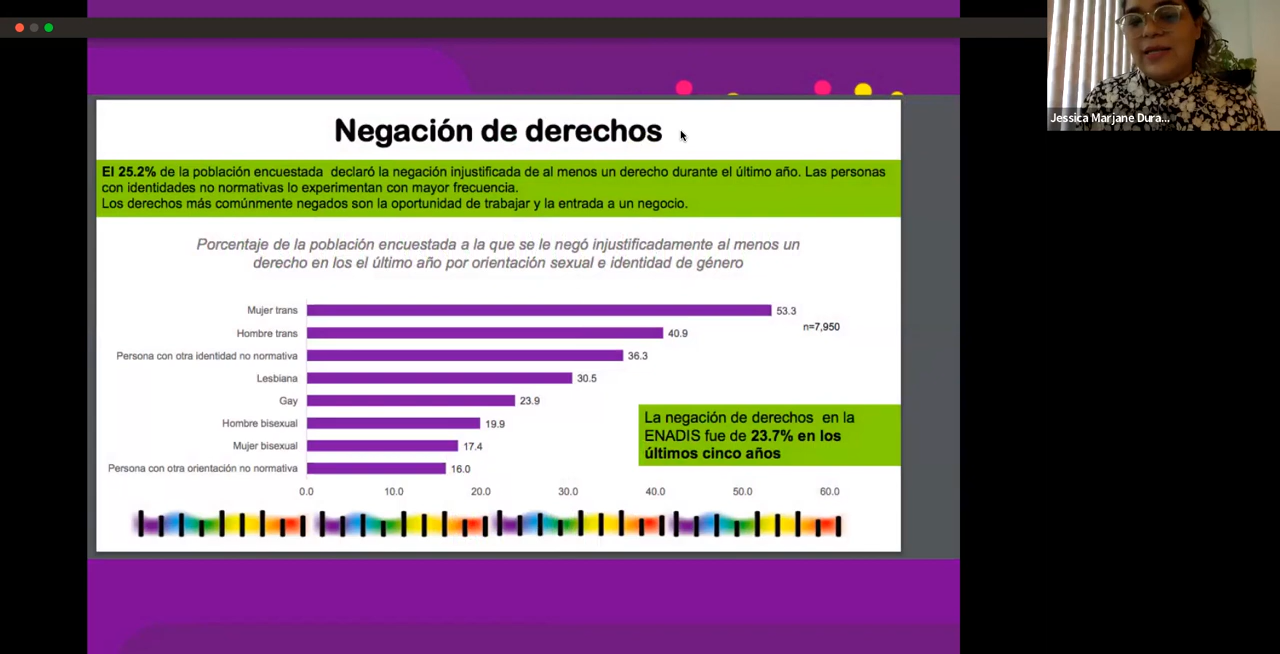 Jessica Marjane Dura...
Negación de derechos
El 25.2% de la población encuestada declaró la negación injustificada de al menos un derecho durante el último año. Las personas
con identidades no normativas lo experimentan con mayor frecuencia.
Los derechos más comúnmente negados son la oportunidad de trabajar y la entrada a un negocio.
Porcentaje de la población encuestada a la que se le negó injustificadamente al menos un
derecho en los el último año por orientación sexual e identidad de género
Mujer trans 53.3
n=7,950
Hombre trans 40.9
Persona con otra identidad no normativa 36.3
Lesbiana 30.5
Gay 23.9
Hombre bisexual 19.9
Mujer bisexual 17.4
Persona con otra orientación no normativa 16.0
La negación de derechos en la
ENADIS fue de 23.7% en los
últimos cinco años
0.0 10.0 20.0 30.0 40.0 50.0 60.0